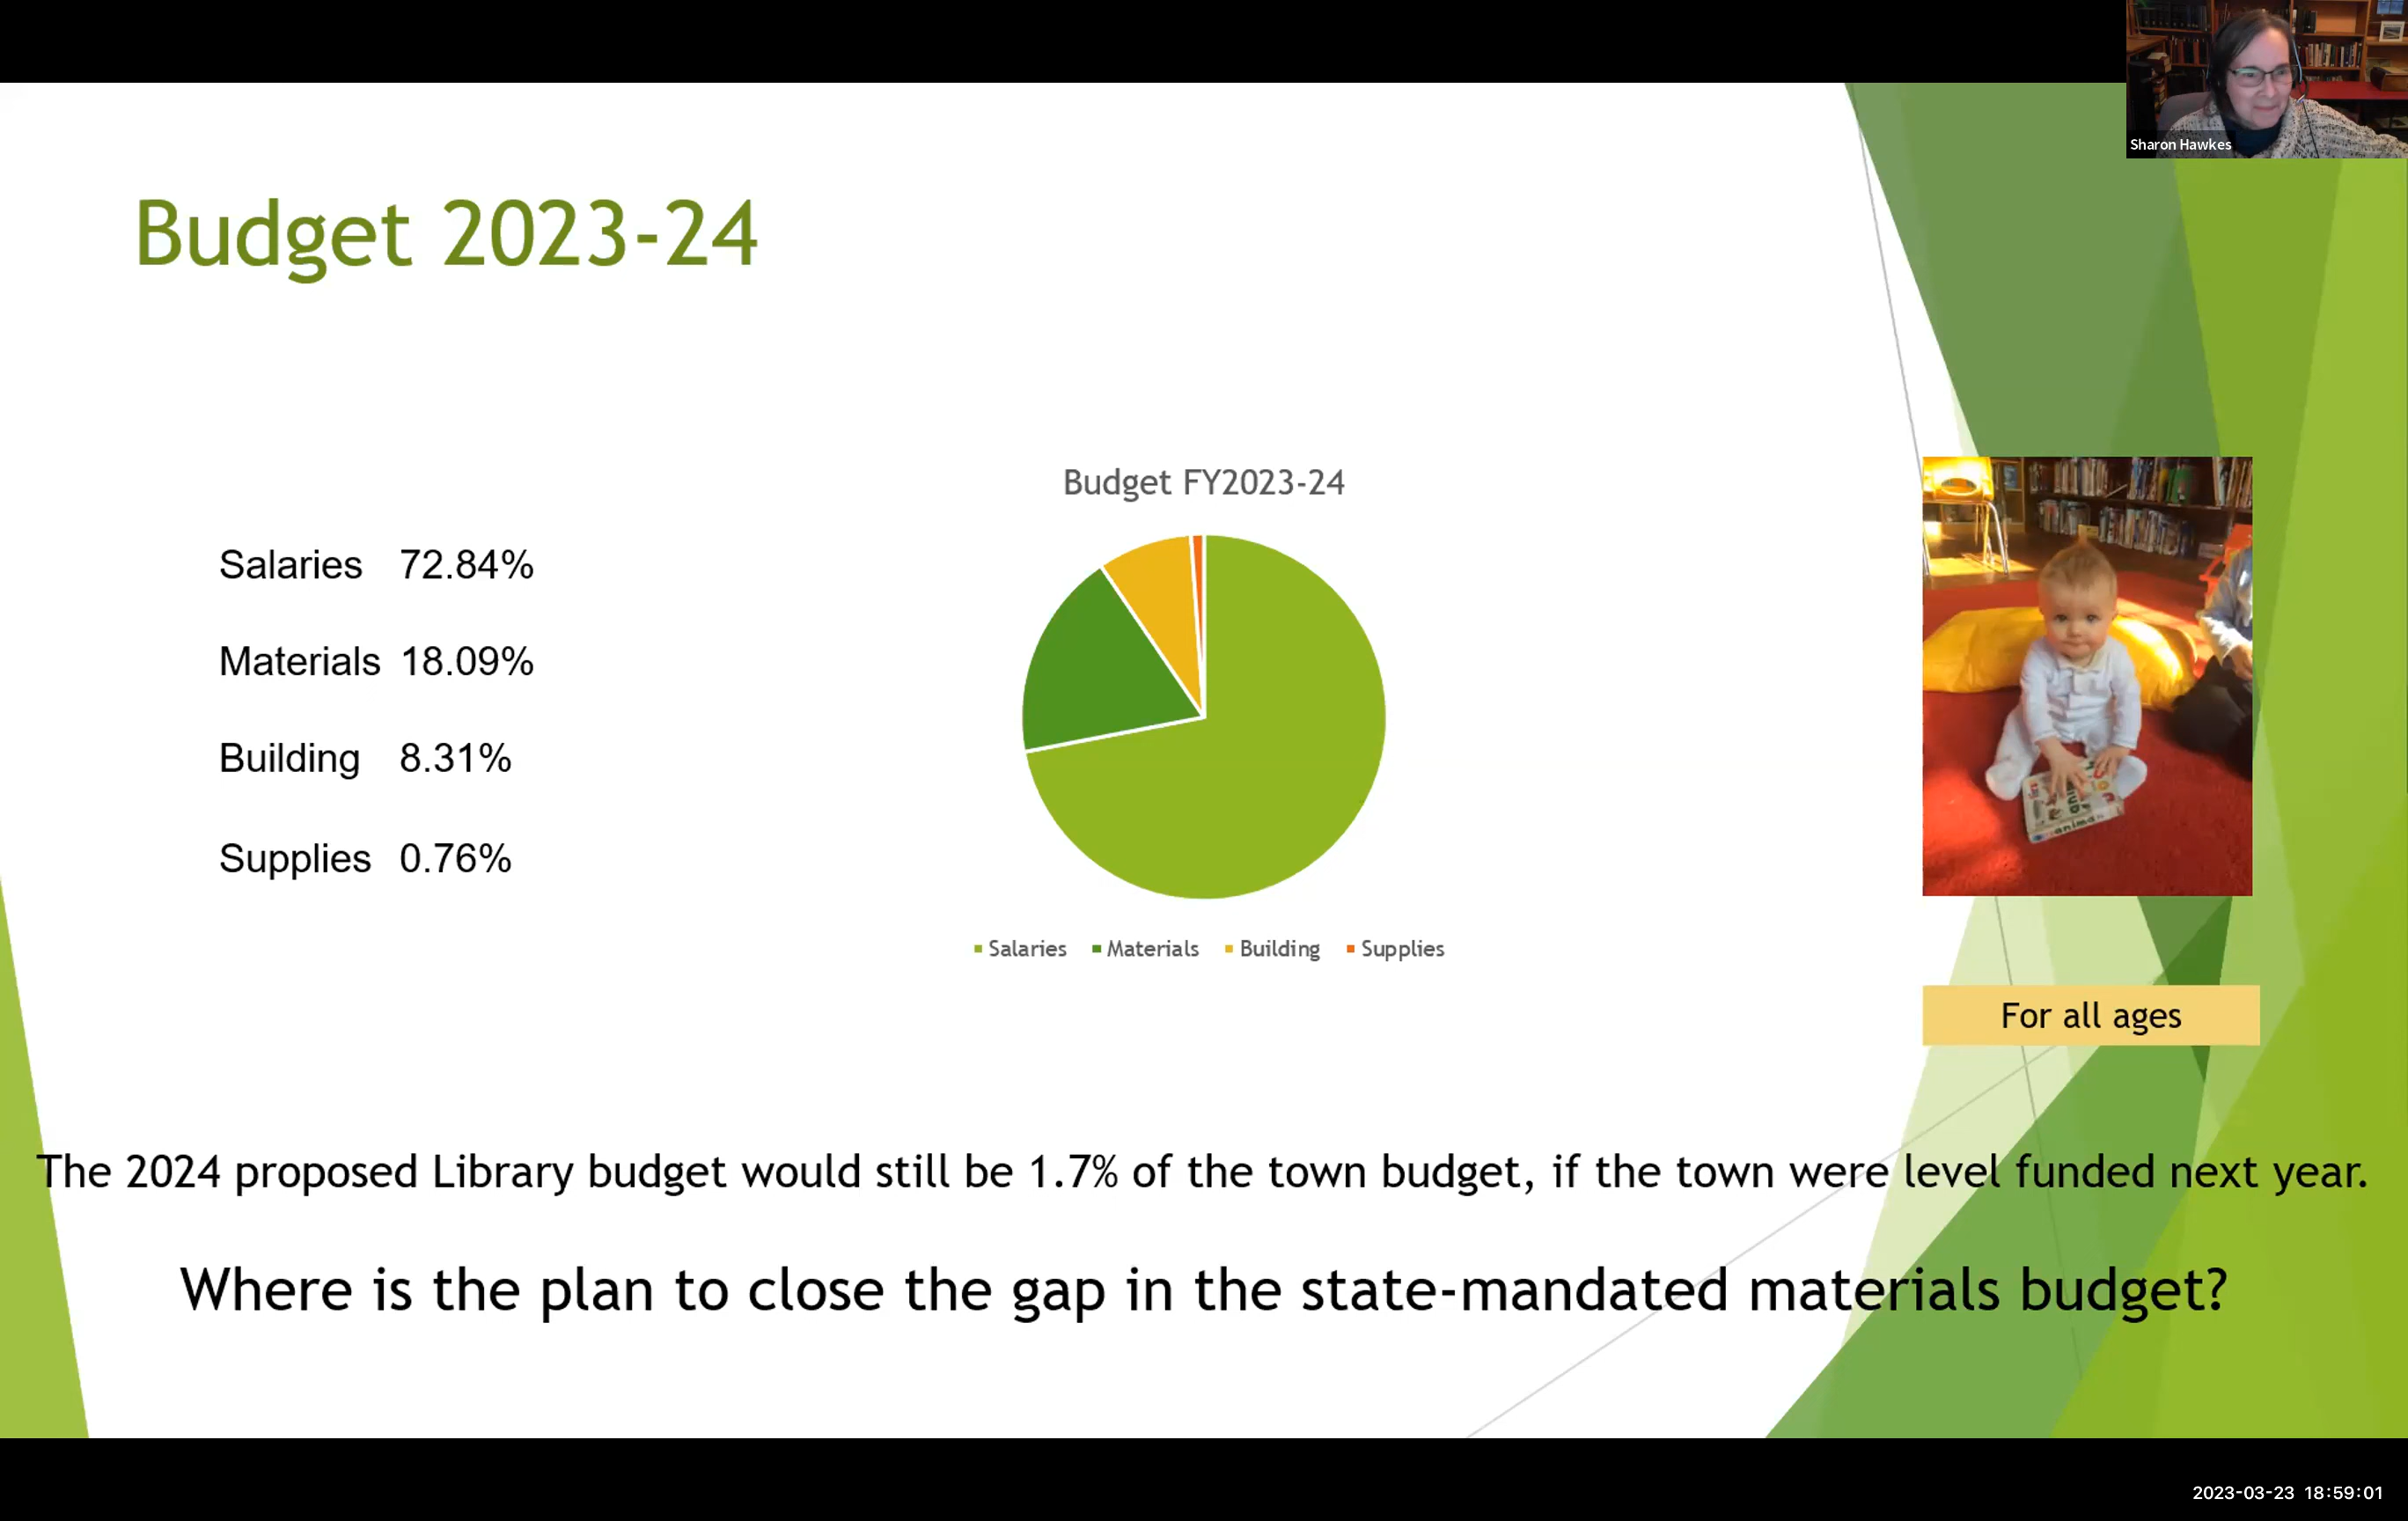 Sharon Hawkes
Budget 2023-24
Salaries 72.84%
Materials 18.09%
Building 8.31%
Supplies 0.76%
Budget FY2023-24
Salaries Materials Building Supplies
For all ages
The 2024 proposed Library budget would still be 1.7% of the town budget, if the town were level funded next year.
Where is the plan to close the gap in the state-mandated materials budget?
2023-03-23 18:59:01